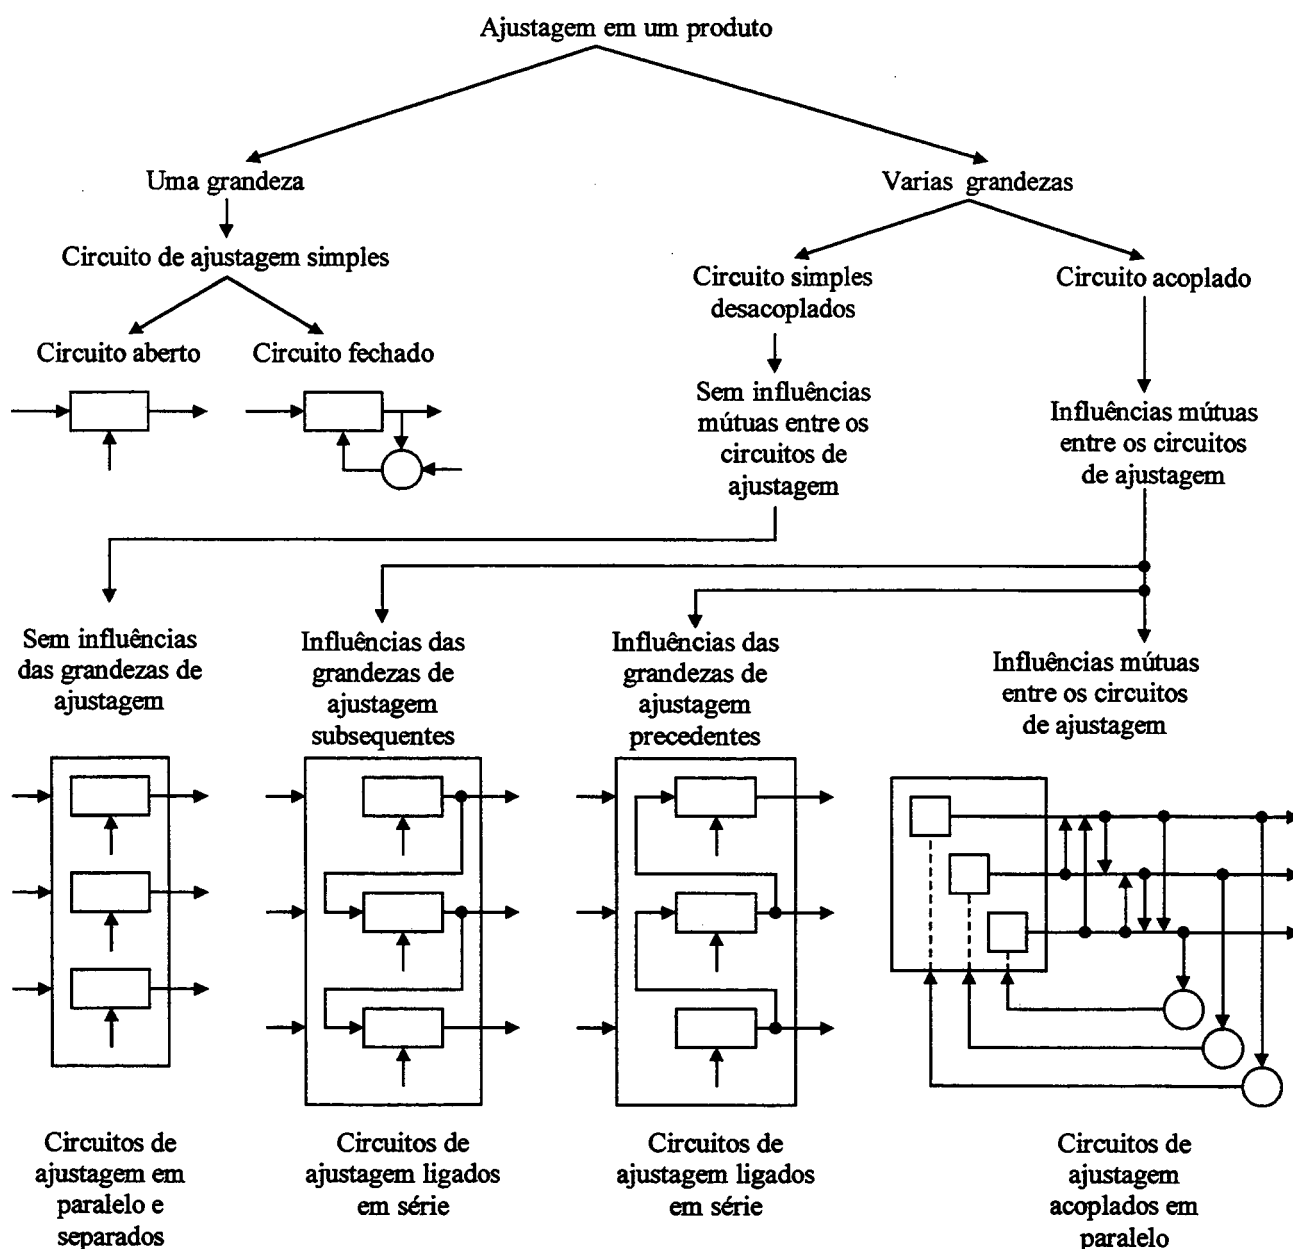 Ajustagem em um produto
Uma grandeza
Varias grandezas
Circuito de ajustagem simples
Circuito simples
desacoplados
Circuito acoplado
Circuito aberto
Circuito fechado
Sem influências
mútuas entre os
circuitos de
ajustagem
Influências mútuas
entre os circuitos
de ajustagem
Sem influências
das grandezas de
ajustagem
Influências das
grandezas de
ajustagem
subsequentes
Influências das
grandezas de
ajustagem
precedentes
Influências mútuas
entre os circuitos
de ajustagem
Circuitos de
ajustagem em
paralelo e
separados
Circuitos de
ajustagem ligados
em série
Circuitos de
ajustagem ligados
em série
Circuitos de
ajustagem
acoplados em
paralelo